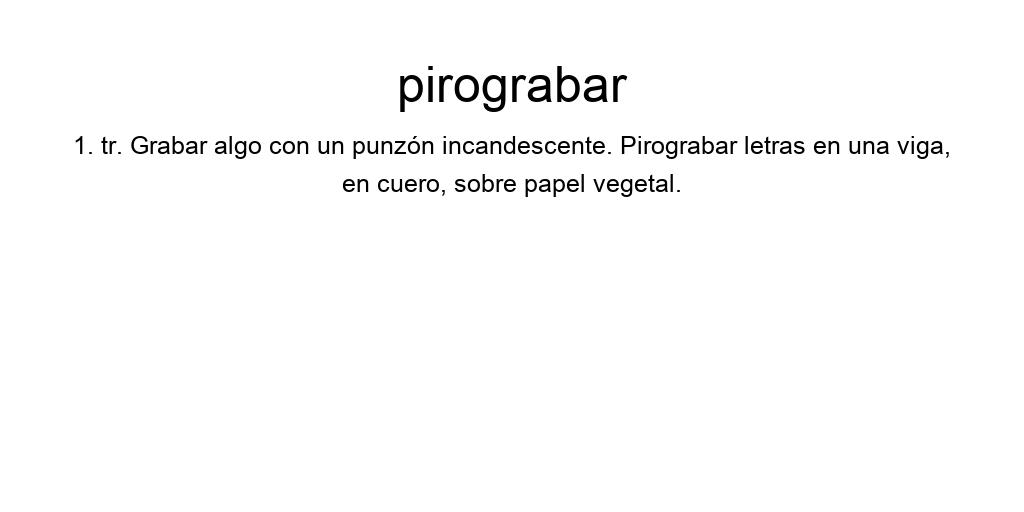 pirograbar
1. tr. Grabar algo con un punzón incandescente. Pirograbar letras en una viga,
en cuero, sobre papel vegetal.